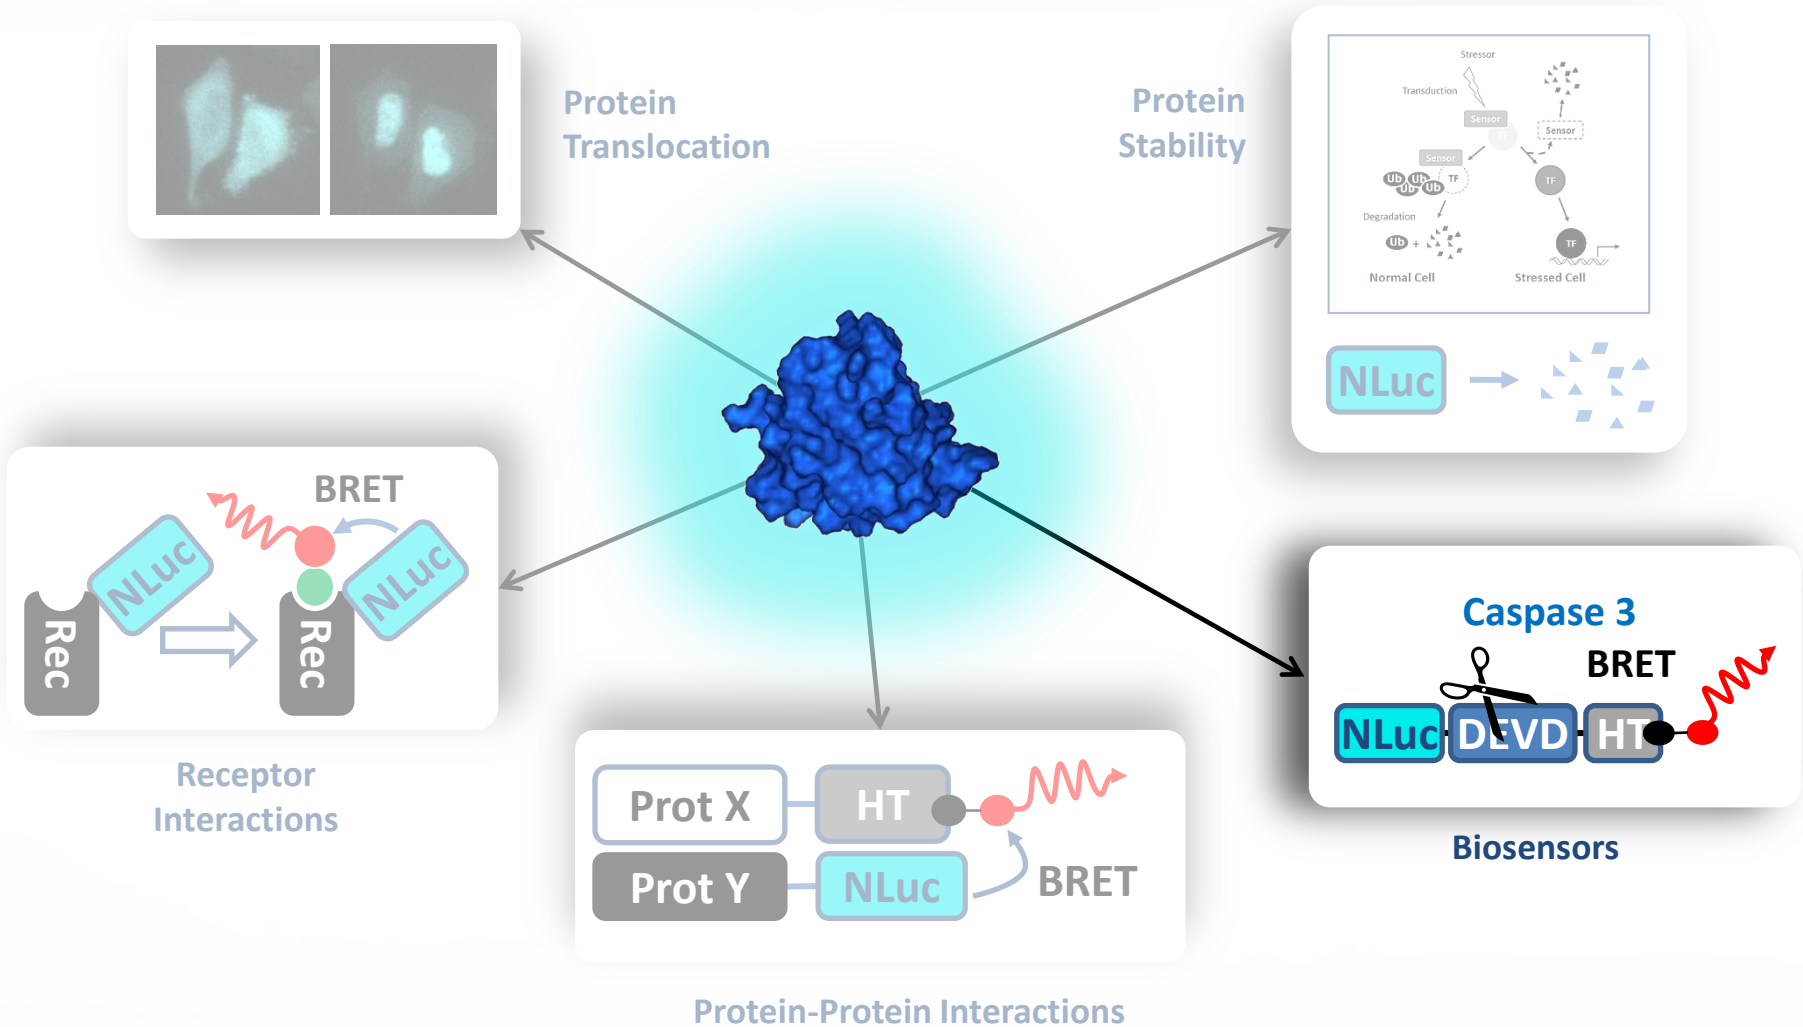 Protein
Translocation
Protein
Stability
Stressor
Transduction
Sensor
TF
Sensor
Sensor
Ub
Ub
Ub
Ub
TF
TF
Degradation
Ub
+
TF
Normal Cell
Stressed Cell
NLuc
BRET
NLuc
NLuc
Rec
Rec
Receptor
Interactions
Caspase 3
BRET
NLuc
DEVD
HT
Biosensors
Prot X
HT
Prot Y
NLuc
BRET
Protein-Protein Interactions